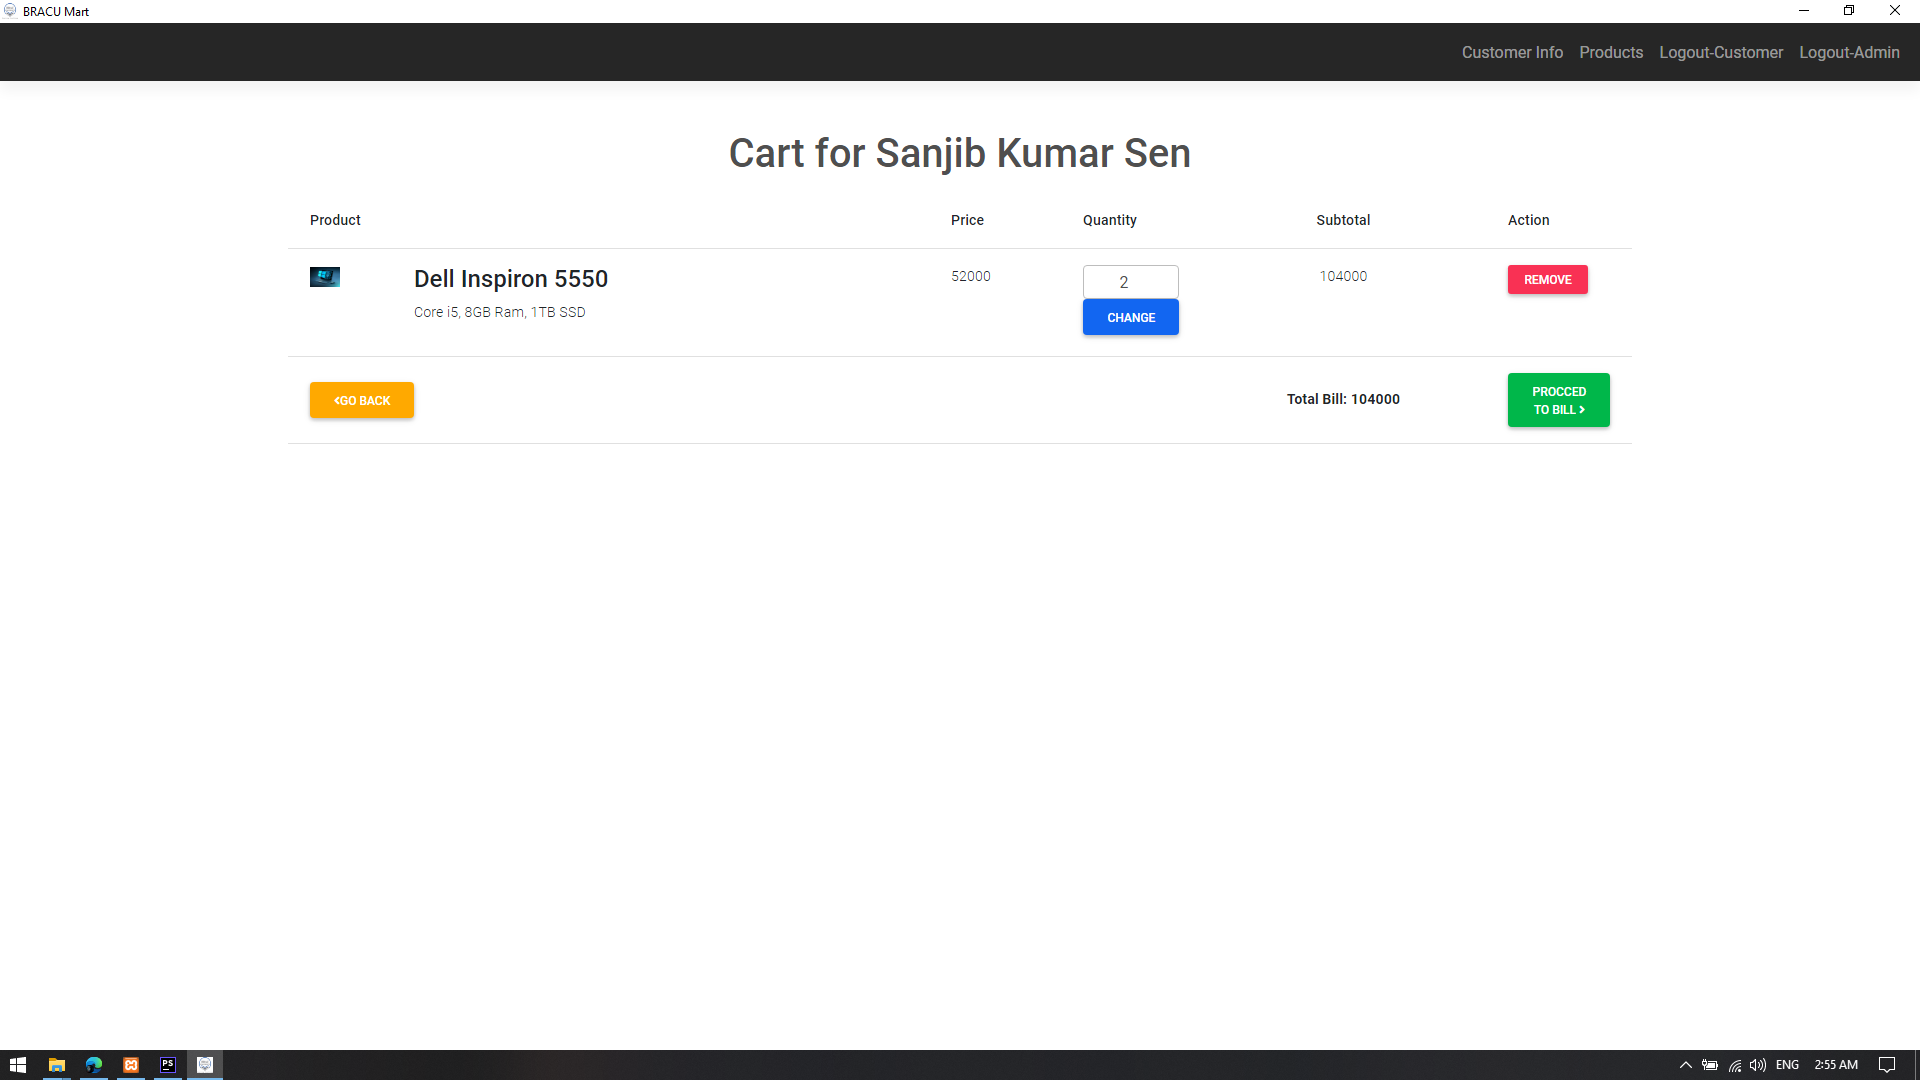 BRACU Mart
Customer Info Products Logout-Customer Logout-Admin
Cart for Sanjib Kumar Sen
Product Price Quantity Subtotal Action
Dell Inspiron 5550 52000 2 104000 REMOVE
Core i5, 8GB Ram, 1TB SSD CHANGE
GO BACK Total Bill: 104000 PROCCED
TO BILL
PS ENG 2:55 AM